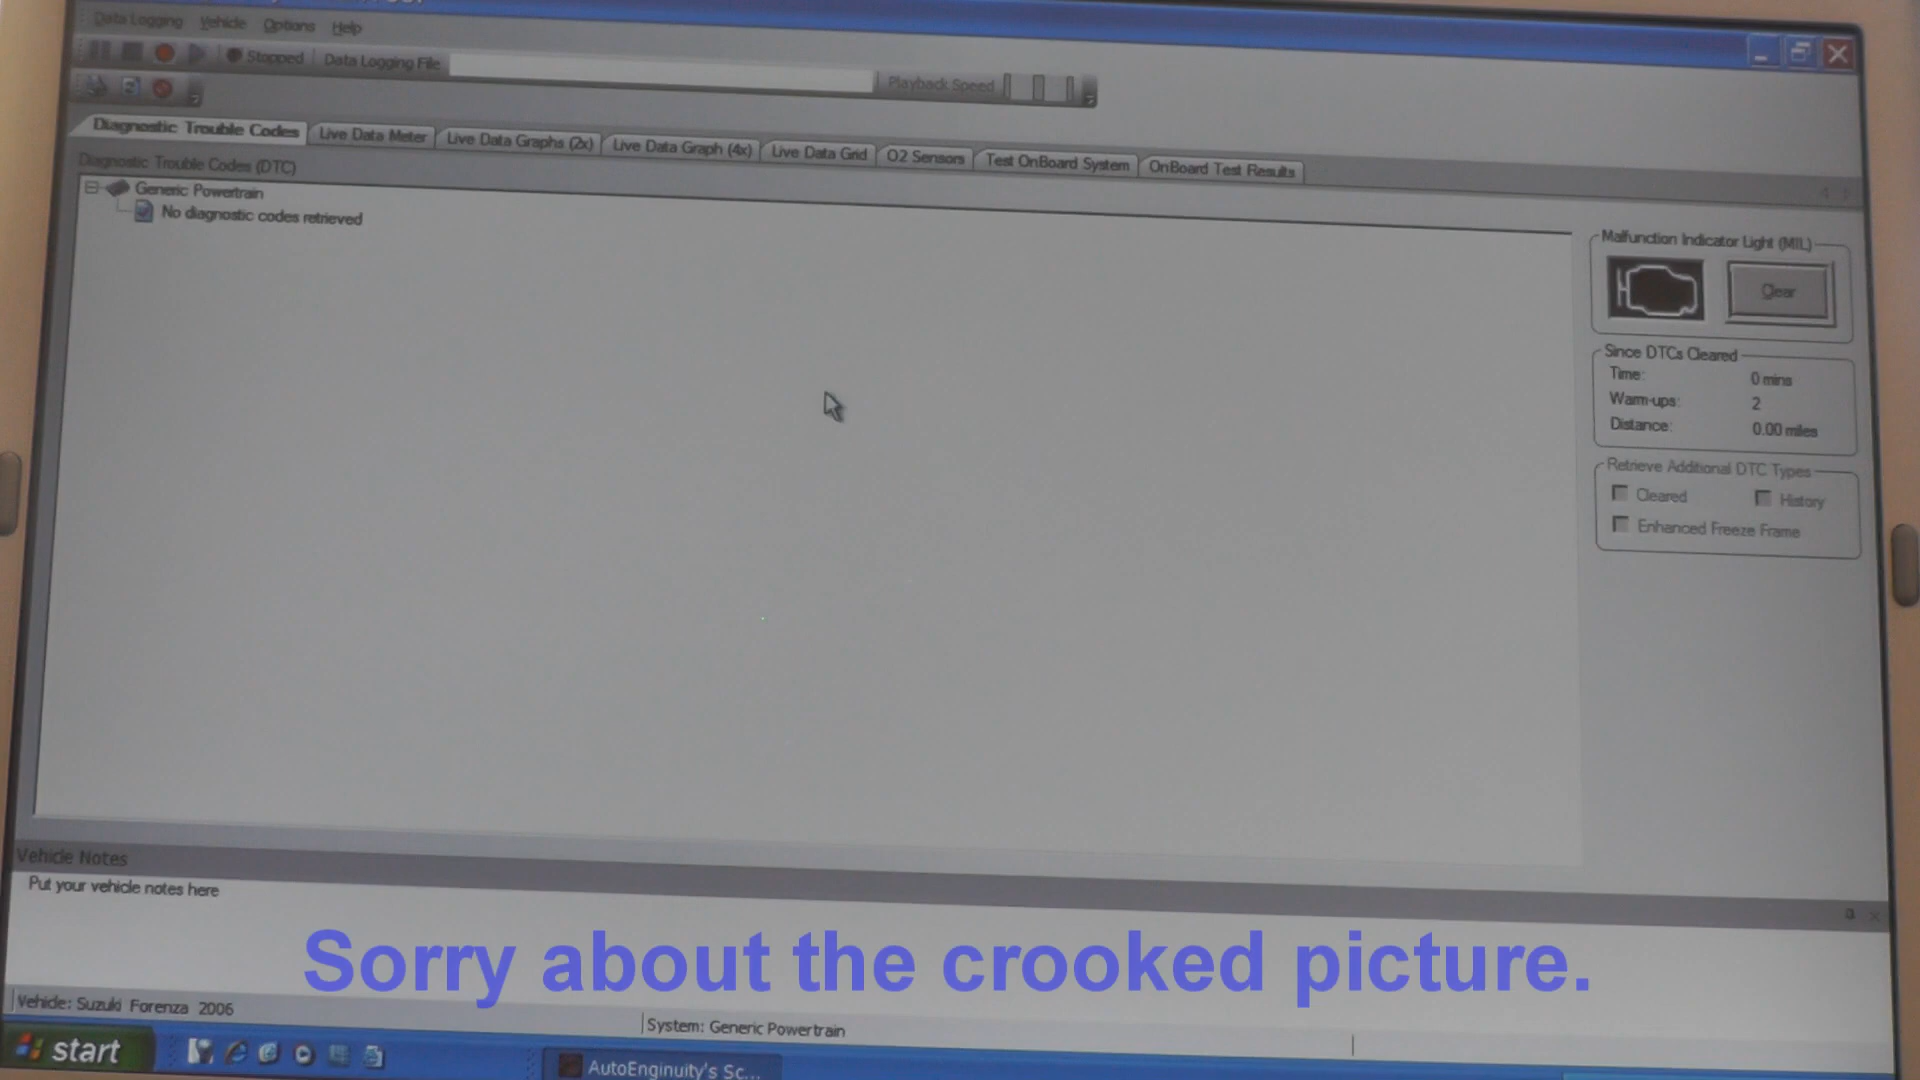 Data Logging Vehicle Options Help
Stopped Data Logging File Playback Speed
Diagnostic Trouble Codes Live Data Meter Live Data Graphs (2x) Live Data Graph (4x) Live Data Grid O2 Sensors Test OnBoard System OnBoard Test Results
Diagnostic Trouble Codes (DTC)
Generic Powertrain
No diagnostic codes retrieved
Malfunction Indicator Light (MIL)
Clear
Since DTCs Cleared
Time: 0 mins
Warm-ups: 2
Distance: 0.00 miles
Retrieve Additional DTC Types
Cleared History
Enhanced Freeze Frame
Vehicle Notes
Put your vehicle notes here
Sorry about the crooked picture.
Vehicle: Suzuki Forenza 2006
System: Generic Powertrain
start AutoEnginuity's Sc...